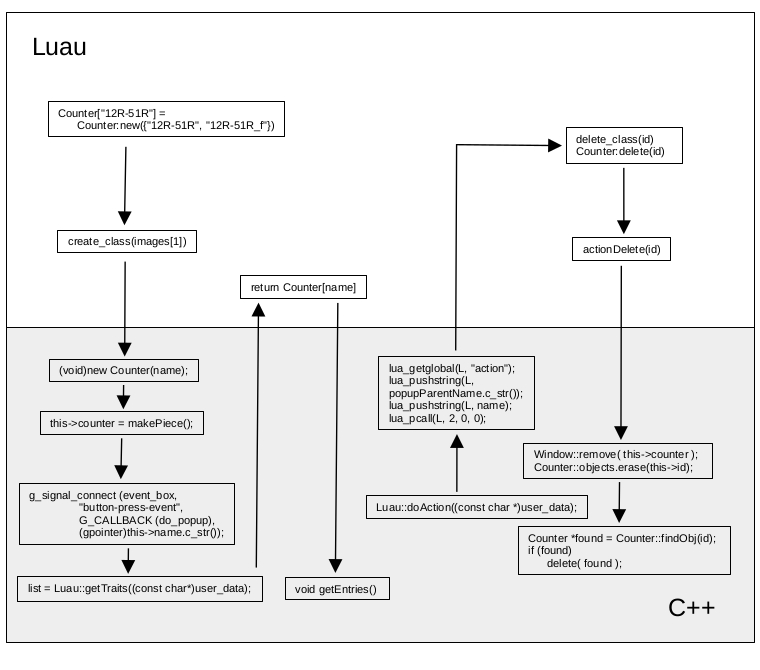 Luau
Counter["12R-51R"] =
Counter:new({"12R-51R", "12R-51R_f"})
create_class(images[1])
return Counter[name]
delete_class(id)
Counter:delete(id)
actionDelete(id)
(void)new Counter(name);
this->counter = makePiece();
g_signal_connect (event_box,
"button-press-event",
G_CALLBACK (do_popup),
(gpointer)this->name.c_str());
list = Luau::getTraits((const char*)user_data);
void getEntries()
lua_getglobal(L, "action");
lua_pushstring(L,
popupParentName.c_str());
lua_pushstring(L, name);
lua_pcall(L, 2, 0, 0);
Luau::doAction((const char *)user_data);
Window::remove( this->counter );
Counter::objects.erase(this->id);
Counter *found = Counter::findObj(id);
if (found)
delete( found );
C++